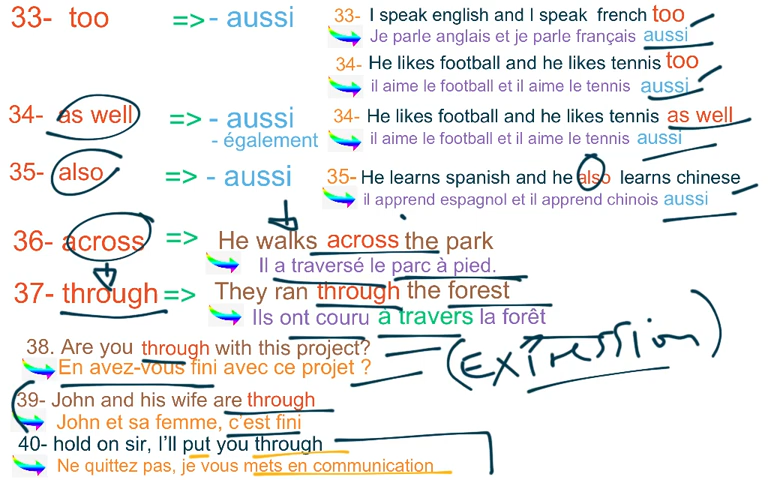 33- too => - aussi
33- I speak english and I speak french too
Je parle anglais et je parle français aussi
34- He likes football and he likes tennis too
il aime le football et il aime le tennis aussi
34- as well => - aussi
- également
34- He likes football and he likes tennis as well
il aime le football et il aime le tennis aussi
35- also => - aussi
35- He learns spanish and he also learns chinese
il apprend espagnol et il apprend chinois aussi
36- across => He walks across the park
Il a traversé le parc à pied.
37- through => They ran through the forest
Ils ont couru à travers la forêt
38. Are you through with this project?
En avez-vous fini avec ce projet ?
(EXPression)
39- John and his wife are through
John et sa femme, c'est fini
40- hold on sir, I'll put you through
Ne quittez pas, je vous mets en communication